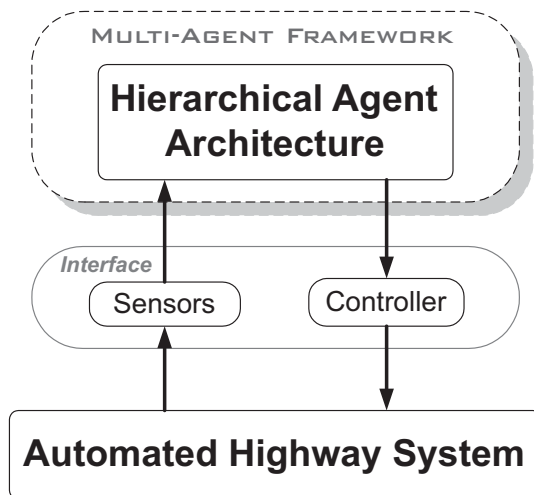 MULTI-AGENT FRAMEWORK
Hierarchical Agent
Architecture
Interface
Sensors
Controller
Automated Highway System